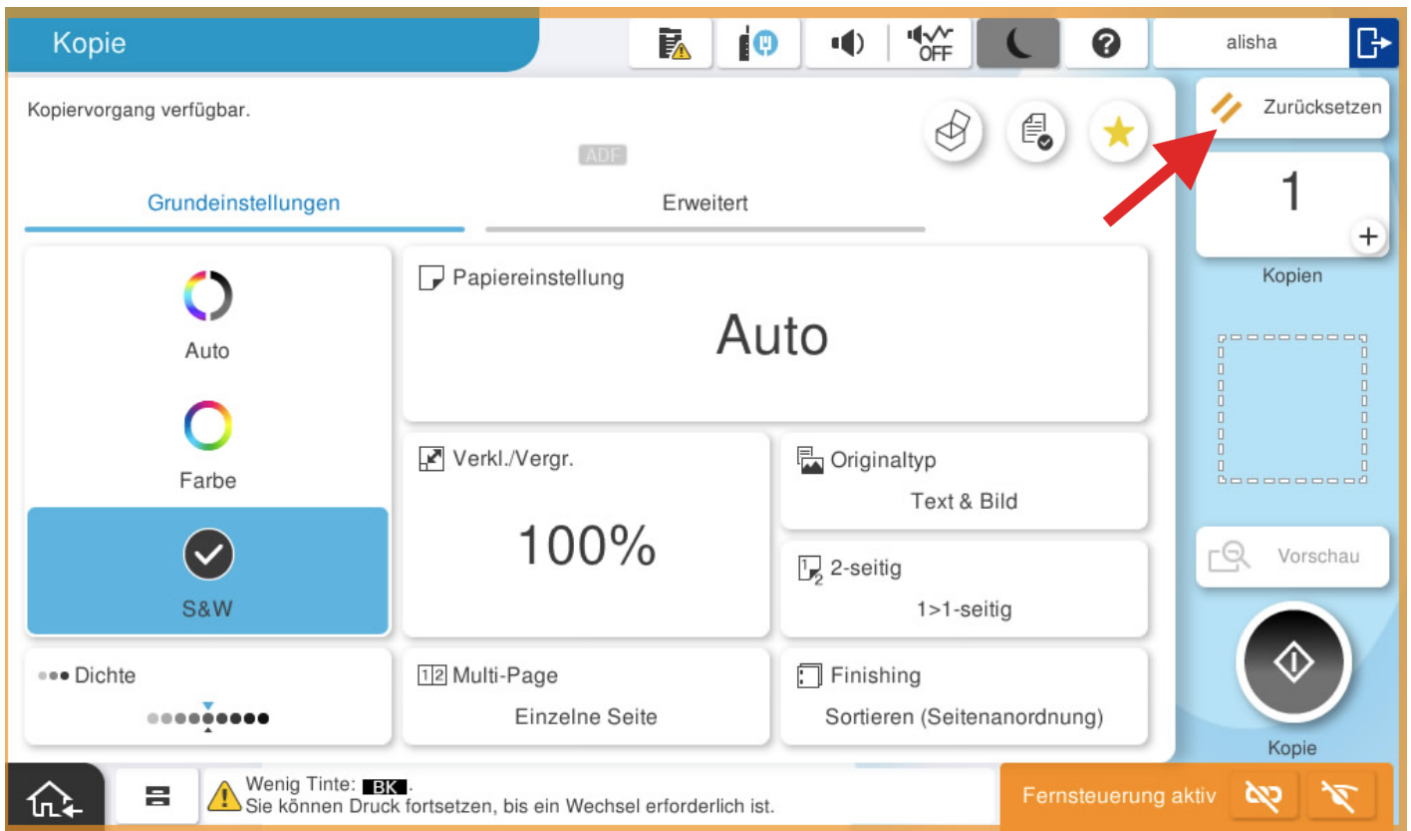 Kopie
OFF
alisha
Kopiervorgang verfügbar.
Zurücksetzen
ADF
1
+
Kopien
Grundeinstellungen
Erweitert
Auto
Farbe
S&W
Papiereinstellung
Auto
Verkl./Vergr.
100%
Originaltyp
Text & Bild
2-seitig
1>1-seitig
Vorschau
Dichte
Multi-Page
Einzelne Seite
Finishing
Sortieren (Seitenanordnung)
Kopie
Wenig Tinte: BK.
Sie können Druck fortsetzen, bis ein Wechsel erforderlich ist.
Fernsteuerung aktiv